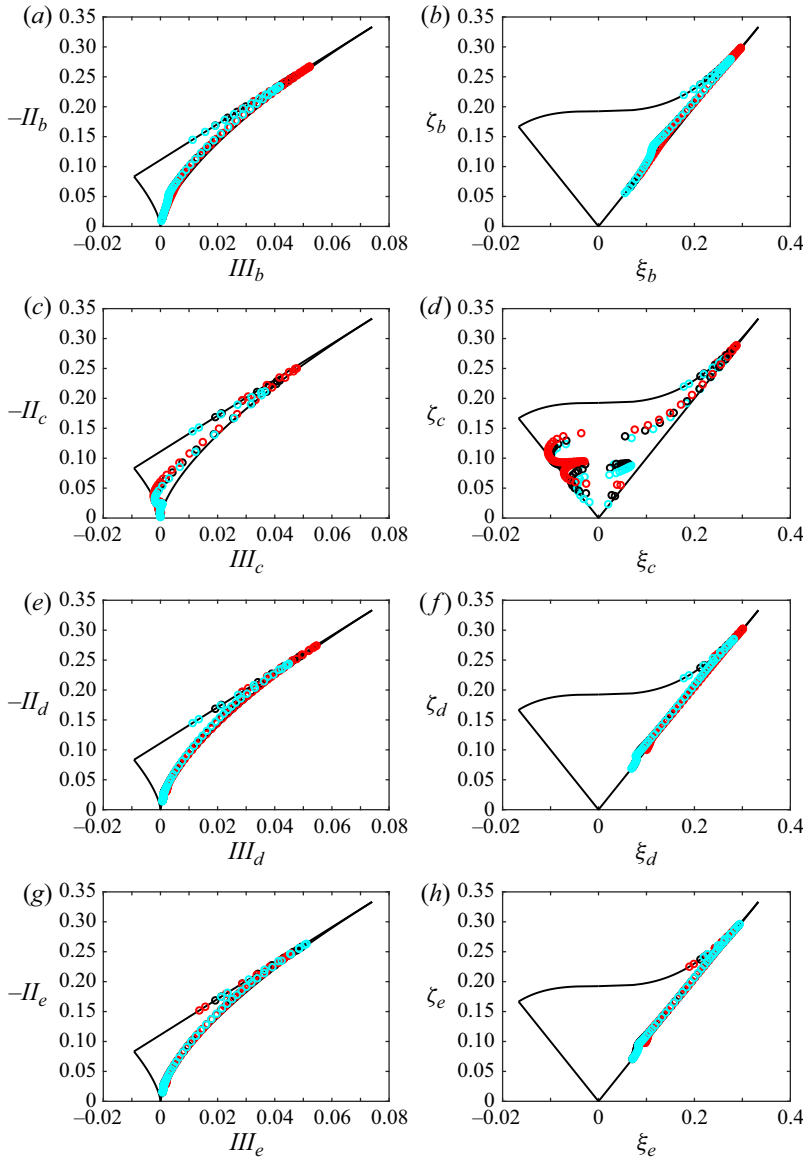 (a) (b)
0.35 0.35
0.30 0.30
0.25 0.25
–II_b 0.20 ζ_b 0.20
0.15 0.15
0.10 0.10
0.05 0.05
0 0
–0.02 0 0.02 0.04 0.06 0.08 –0.02 0 0.2 0.4
III_b ξ_b
(c) (d)
0.35 0.35
0.30 0.30
0.25 0.25
–II_c 0.20 ζ_c 0.20
0.15 0.15
0.10 0.10
0.05 0.05
0 0
–0.02 0 0.02 0.04 0.06 0.08 –0.02 0 0.2 0.4
III_c ξ_c
(e) (f)
0.35 0.35
0.30 0.30
0.25 0.25
–II_d 0.20 ζ_d 0.20
0.15 0.15
0.10 0.10
0.05 0.05
0 0
–0.02 0 0.02 0.04 0.06 0.08 –0.02 0 0.2 0.4
III_d ξ_d
(g) (h)
0.35 0.35
0.30 0.30
0.25 0.25
–II_e 0.20 ζ_e 0.20
0.15 0.15
0.10 0.10
0.05 0.05
0 0
–0.02 0 0.02 0.04 0.06 0.08 –0.02 0 0.2 0.4
III_e ξ_e